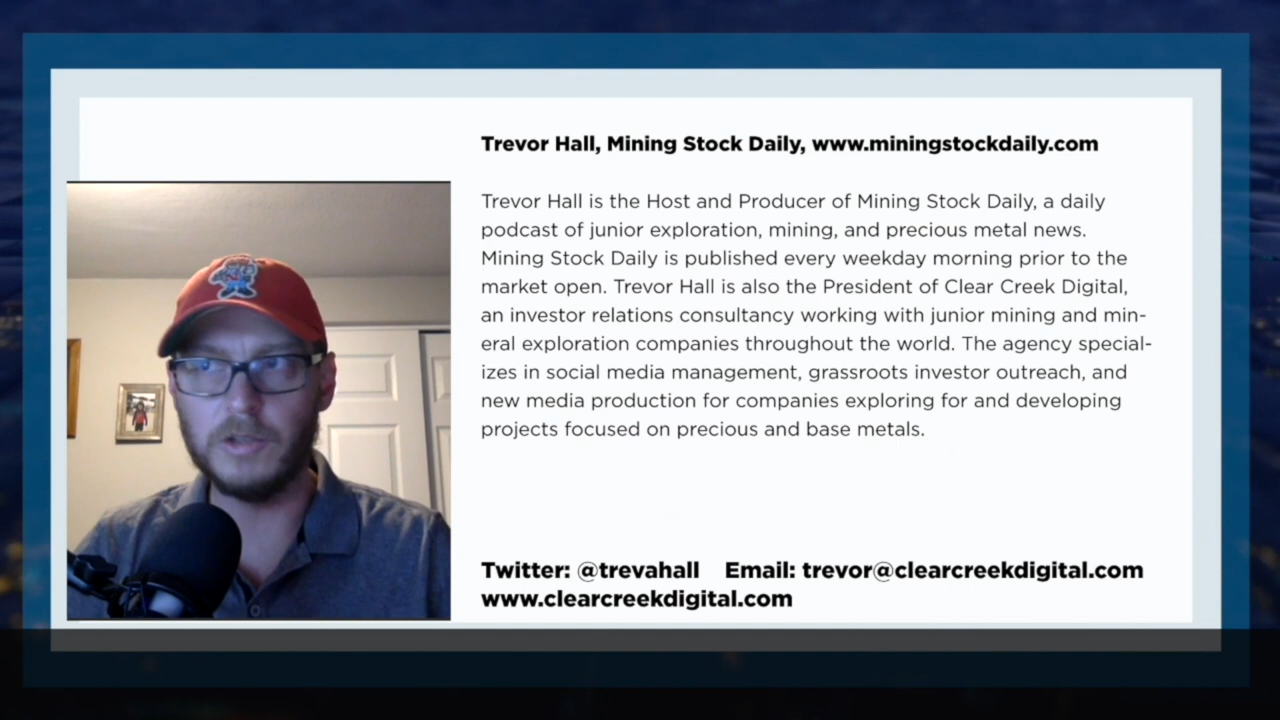 Trevor Hall, Mining Stock Daily, www.miningstockdaily.com
Trevor Hall is the Host and Producer of Mining Stock Daily, a daily
podcast of junior exploration, mining, and precious metal news.
Mining Stock Daily is published every weekday morning prior to the
market open. Trevor Hall is also the President of Clear Creek Digital,
an investor relations consultancy working with junior mining and min-
eral exploration companies throughout the world. The agency special-
izes in social media management, grassroots investor outreach, and
new media production for companies exploring for and developing
projects focused on precious and base metals.
Twitter: @trevahall Email: trevor@clearcreekdigital.com
www.clearcreekdigital.com